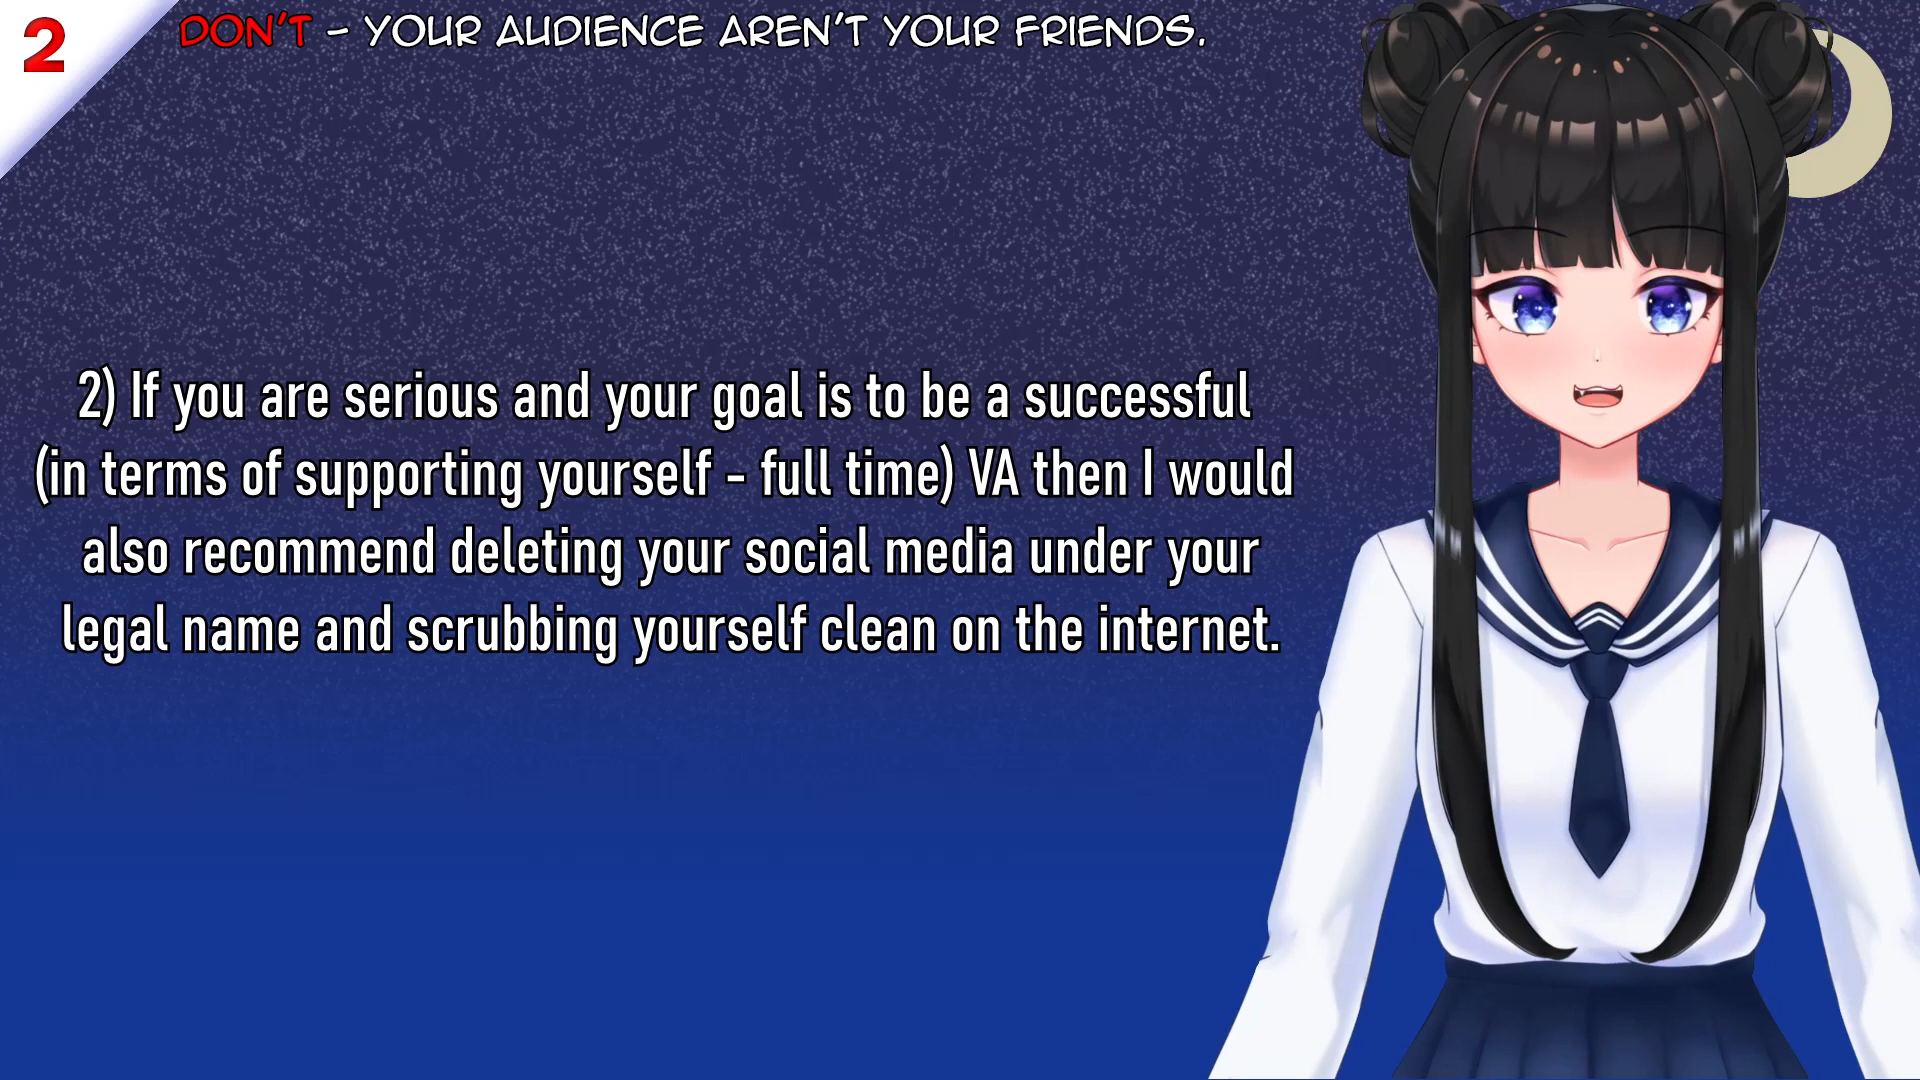 2
DON'T – YOUR AUDIENCE AREN'T YOUR FRIENDS.
2) If you are serious and your goal is to be a successful
(in terms of supporting yourself - full time) VA then I would
also recommend deleting your social media under your
legal name and scrubbing yourself clean on the internet.